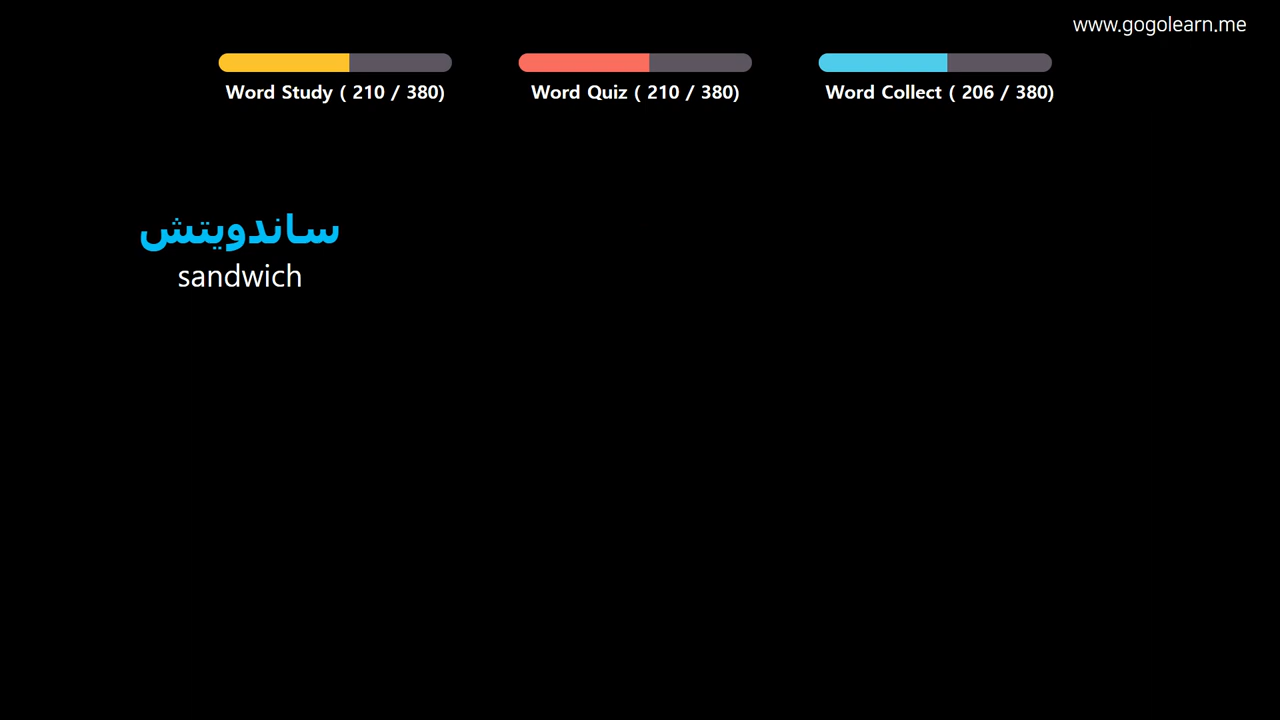 www.gogolearn.me
Word Study ( 210 / 380)
Word Quiz ( 210 / 380)
Word Collect ( 206 / 380)
ساندويتش
sandwich